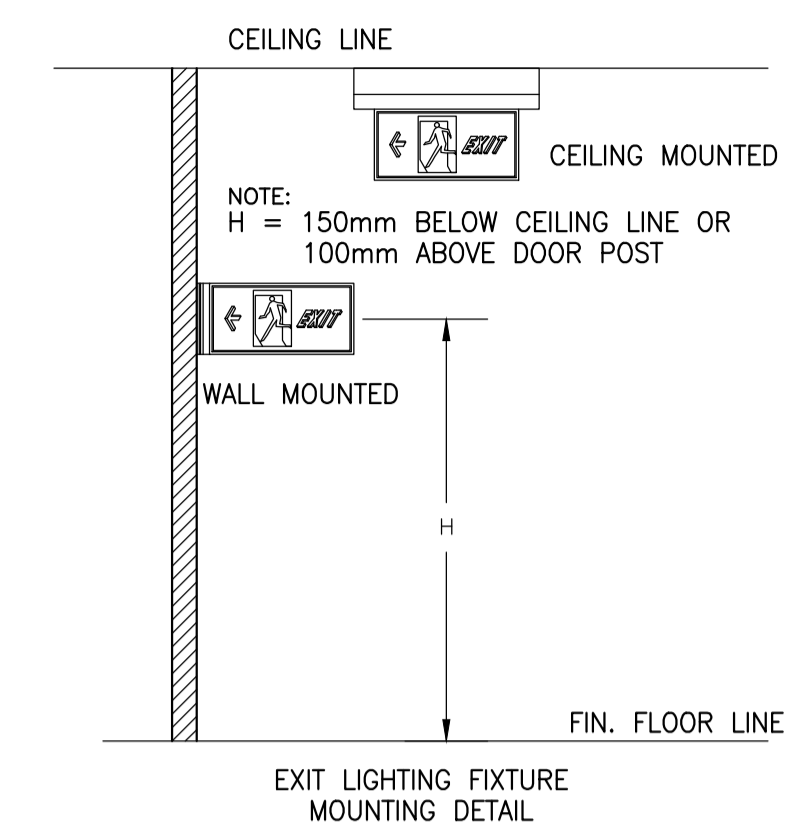 CEILING LINE
EXIT
CEILING MOUNTED
NOTE:
H = 150mm BELOW CEILING LINE OR
100mm ABOVE DOOR POST
EXIT
WALL MOUNTED
H
FIN. FLOOR LINE
EXIT LIGHTING FIXTURE
MOUNTING DETAIL